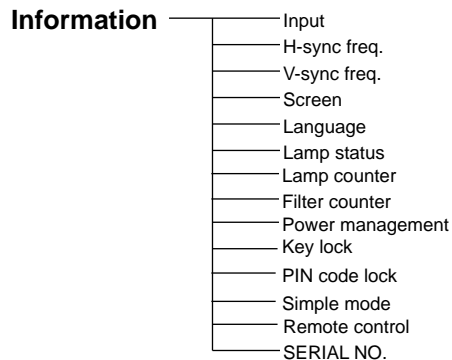 Information
Input
H-sync freq.
V-sync freq.
Screen
Language
Lamp status
Lamp counter
Filter counter
Power management
Key lock
PIN code lock
Simple mode
Remote control
SERIAL NO.